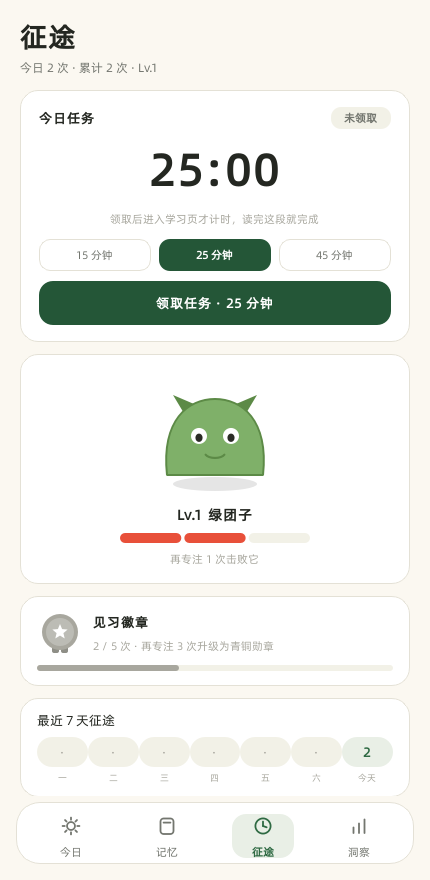 征途
今日 2 次 · 累计 2 次 · Lv.1
今日任务
未领取
25:00
领取后进入学习页才计时，读完这段就完成
15 分钟
25 分钟
45 分钟
领取任务 · 25 分钟
Lv.1 绿团子
再专注 1 次击败它
见习徽章
2 / 5 次 · 再专注 3 次升级为青铜勋章
最近 7 天征途
· · · · · · 2
一 二 三 四 五 六 今天
今日 记忆 征途 洞察